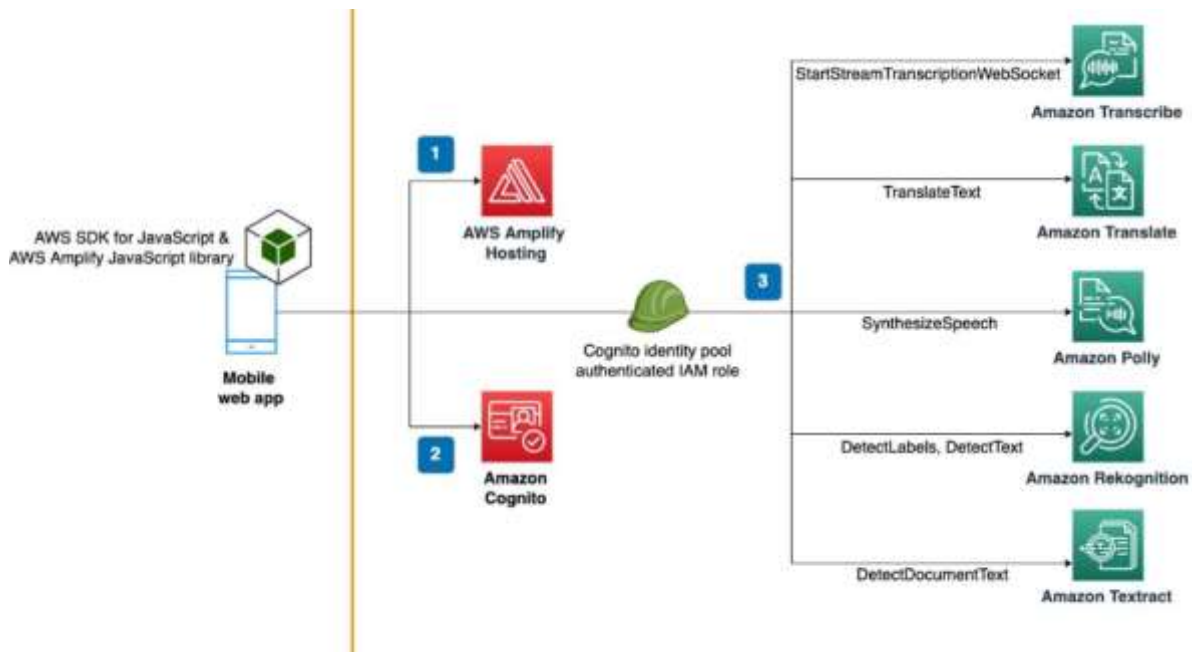 AWS SDK for JavaScript &
AWS Amplify JavaScript library
Mobile
web app
1
AWS Amplify
Hosting
2
Amazon
Cognito
Cognito identity pool
authenticated IAM role
3
StartStreamTranscriptionWebSocket
Amazon Transcribe
TranslateText
A
文
Amazon Translate
SynthesizeSpeech
Amazon Polly
DetectLabels, DetectText
Amazon Rekognition
DetectDocumentText
Amazon Textract